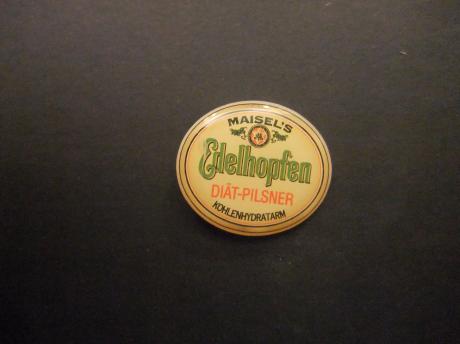 MAISEL'S
Edelhopfen
DIÄT-PILSNER
KOHLENHYDRATARM